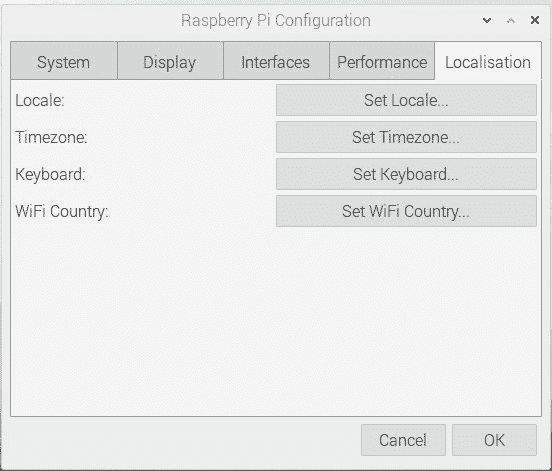 Raspberry Pi Configuration
System Display Interfaces Performance Localisation
Locale: Set Locale...
Timezone: Set Timezone...
Keyboard: Set Keyboard...
WiFi Country: Set WiFi Country...
Cancel OK